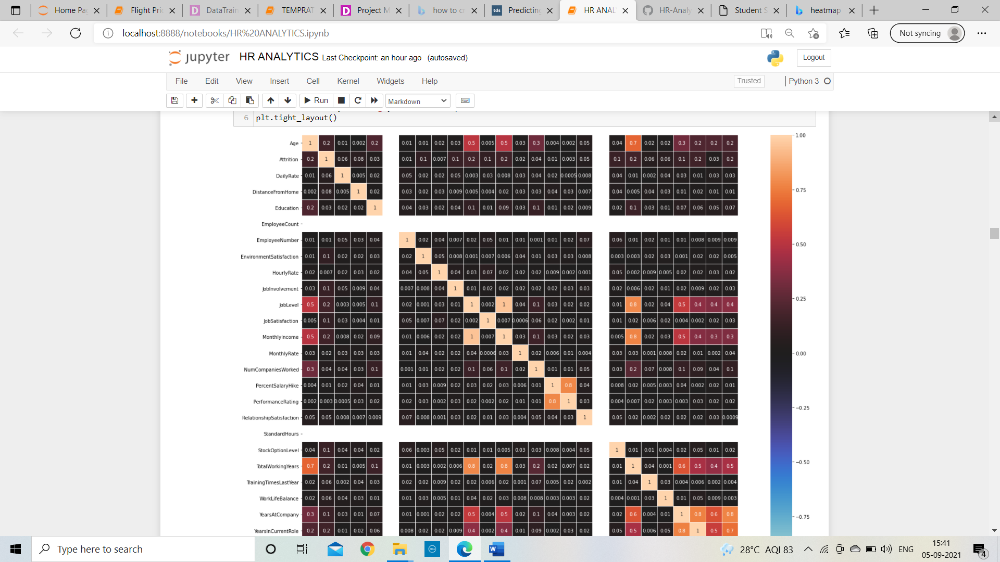 Home Pa
Flight Pri
DataTrain
TEMPRAT
Project M
how to cr
tds Predicting
HR ANAL
HR-Analy
Student S
heatmap
localhost:8888/notebooks/HR%20ANALYTICS.ipynb
Not syncing
jupyter HR ANALYTICS Last Checkpoint: an hour ago (autosaved)
Logout
File Edit View Insert Cell Kernel Widgets Help
Trusted
Python 3
Run
Markdown
6 plt.tight_layout()
Age 1 0.2 0.01 0.002 0.2 0.01 0.01 0.02 0.03 0.5 0.005 0.5 0.03 0.3 0.004 0.002 0.05 0.04 0.7 0.02 0.02 0.3 0.2 0.2 0.2
Attrition 0.2 1 0.06 0.08 0.03 0.01 0.1 0.007 0.1 0.2 0.1 0.2 0.02 0.04 0.01 0.003 0.05 0.1 0.2 0.06 0.06 0.1 0.2 0.03 0.2
DailyRate 0.01 0.06 1 0.005 0.02 0.05 0.02 0.02 0.05 0.003 0.03 0.008 0.03 0.04 0.02 0.0005 0.008 0.04 0.01 0.002 0.04 0.03 0.01 0.03 0.03
DistanceFromHome 0.002 0.08 0.005 1 0.02 0.03 0.02 0.03 0.009 0.005 0.004 0.02 0.03 0.03 0.04 0.03 0.007 0.04 0.005 0.04 0.03 0.01 0.02 0.01 0.01
Education 0.2 0.03 0.02 0.02 1 0.04 0.03 0.02 0.04 0.1 0.01 0.09 0.03 0.1 0.01 0.02 0.009 0.02 0.1 0.03 0.01 0.07 0.06 0.05 0.07
EmployeeCount
EmployeeNumber 0.01 0.01 0.05 0.03 0.04 1 0.02 0.04 0.007 0.02 0.05 0.01 0.01 0.001 0.01 0.02 0.07 0.06 0.01 0.02 0.01 0.01 0.008 0.009 0.009
EnvironmentSatisfaction 0.01 0.1 0.02 0.02 0.03 0.02 1 0.05 0.008 0.001 0.007 0.006 0.04 0.01 0.03 0.03 0.008 0.003 0.003 0.02 0.03 0.001 0.02 0.02 0.005
HourlyRate 0.02 0.007 0.02 0.03 0.02 0.04 0.05 1 0.04 0.03 0.07 0.02 0.02 0.02 0.009 0.002 0.001 0.05 0.002 0.009 0.005 0.02 0.02 0.03 0.02
JobInvolvement 0.03 0.1 0.05 0.009 0.04 0.007 0.008 0.04 1 0.01 0.02 0.02 0.02 0.02 0.02 0.03 0.03 0.02 0.006 0.02 0.01 0.02 0.009 0.02 0.03
JobLevel 0.5 0.2 0.003 0.005 0.1 0.02 0.001 0.03 0.01 1 0.002 1 0.04 0.1 0.03 0.02 0.02 0.01 0.8 0.02 0.04 0.5 0.4 0.4 0.4
JobSatisfaction 0.005 0.1 0.03 0.004 0.01 0.05 0.007 0.07 0.02 0.002 1 0.007 0.0006 0.06 0.02 0.002 0.01 0.01 0.02 0.006 0.02 0.004 0.002 0.02 0.03
MonthlyIncome 0.5 0.2 0.008 0.02 0.09 0.01 0.006 0.02 0.02 1 0.007 1 0.03 0.1 0.03 0.02 0.03 0.005 0.8 0.02 0.03 0.5 0.4 0.3 0.3
MonthlyRate 0.03 0.02 0.03 0.03 0.03 0.01 0.04 0.02 0.02 0.04 0.0006 0.03 1 0.02 0.006 0.01 0.004 0.03 0.03 0.001 0.008 0.02 0.01 0.002 0.04
NumCompaniesWorked 0.3 0.04 0.04 0.03 0.1 0.001 0.01 0.02 0.02 0.1 0.06 0.1 0.02 1 0.01 0.01 0.05 0.03 0.2 0.07 0.008 0.1 0.09 0.04 0.1
PercentSalaryHike 0.004 0.01 0.02 0.04 0.01 0.01 0.03 0.009 0.02 0.03 0.02 0.03 0.006 0.01 1 0.8 0.04 0.008 0.02 0.005 0.003 0.04 0.002 0.02 0.01
PerformanceRating 0.002 0.003 0.0005 0.03 0.02 0.02 0.03 0.002 0.03 0.02 0.002 0.02 0.01 0.01 0.8 1 0.03 0.004 0.007 0.02 0.003 0.003 0.03 0.02 0.02
RelationshipSatisfaction 0.05 0.05 0.008 0.007 0.009 0.07 0.008 0.001 0.03 0.02 0.01 0.03 0.004 0.05 0.04 0.03 1 0.05 0.02 0.002 0.02 0.02 0.02 0.03 0.0009
StandardHours
StockOptionLevel 0.04 0.1 0.04 0.04 0.02 0.06 0.003 0.05 0.02 0.01 0.01 0.005 0.03 0.03 0.008 0.004 0.05 1 0.01 0.01 0.004 0.02 0.05 0.01 0.02
TotalWorkingYears 0.7 0.2 0.01 0.005 0.1 0.01 0.003 0.002 0.006 0.8 0.02 0.8 0.03 0.2 0.02 0.007 0.02 0.01 1 0.04 0.001 0.6 0.5 0.4 0.5
TrainingTimesLastYear 0.02 0.06 0.002 0.04 0.03 0.02 0.02 0.009 0.02 0.02 0.006 0.02 0.001 0.07 0.005 0.02 0.002 0.01 0.04 1 0.03 0.004 0.006 0.002 0.004
WorkLifeBalance 0.02 0.06 0.04 0.03 0.01 0.01 0.03 0.005 0.01 0.04 0.02 0.03 0.008 0.008 0.003 0.003 0.02 0.004 0.001 0.03 1 0.01 0.05 0.009 0.003
YearsAtCompany 0.3 0.1 0.03 0.01 0.07 0.01 0.001 0.02 0.02 0.5 0.004 0.5 0.02 0.1 0.04 0.003 0.02 0.02 0.6 0.004 0.01 1 0.8 0.6 0.8
YearsInCurrentRole 0.2 0.2 0.01 0.02 0.06 0.008 0.02 0.02 0.009 0.4 0.002 0.4 0.01 0.09 0.002 0.03 0.02 0.05 0.5 0.006 0.05 0.8 1 0.5 0.7
1.00
0.75
0.50
0.25
0.00
−0.25
−0.50
−0.75
Type here to search
28°C AQI 83
ENG
15:41
05-09-2021
4